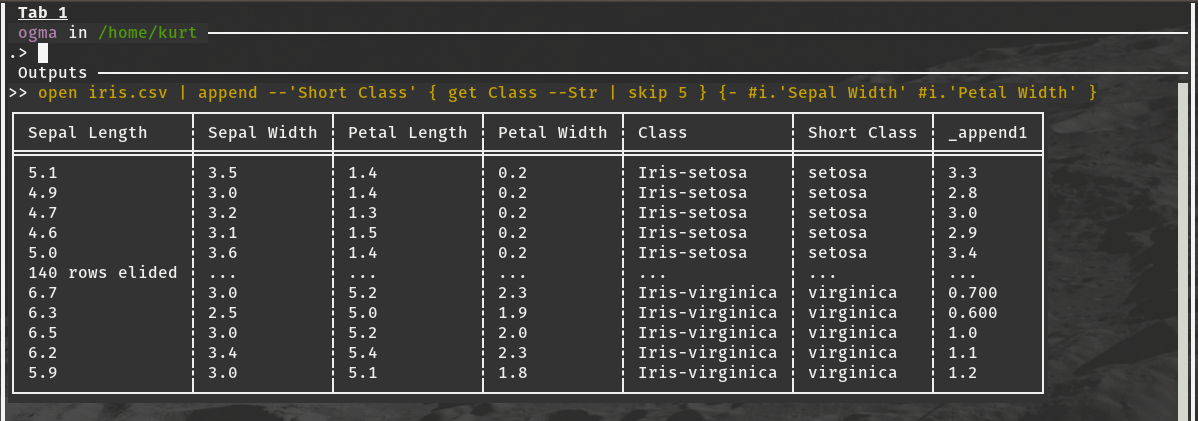 Tab 1
ogma in /home/kurt
.>
Outputs
>> open iris.csv | append --'Short Class' { get Class --Str | skip 5 } {- #i.'Sepal Width' #i.'Petal Width' }
Sepal Length Sepal Width Petal Length Petal Width Class Short Class _append1
5.1 3.5 1.4 0.2 Iris-setosa setosa 3.3
4.9 3.0 1.4 0.2 Iris-setosa setosa 2.8
4.7 3.2 1.3 0.2 Iris-setosa setosa 3.0
4.6 3.1 1.5 0.2 Iris-setosa setosa 2.9
5.0 3.6 1.4 0.2 Iris-setosa setosa 3.4
140 rows elided ... ... ... ... ... ...
6.7 3.0 5.2 2.3 Iris-virginica virginica 0.700
6.3 2.5 5.0 1.9 Iris-virginica virginica 0.600
6.5 3.0 5.2 2.0 Iris-virginica virginica 1.0
6.2 3.4 5.4 2.3 Iris-virginica virginica 1.1
5.9 3.0 5.1 1.8 Iris-virginica virginica 1.2